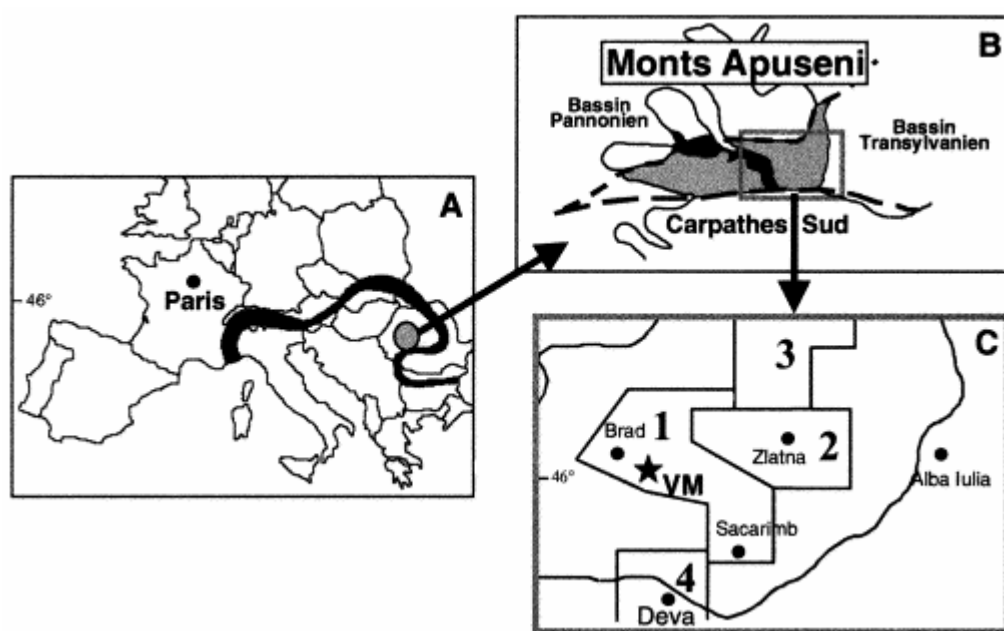 A
46°
Paris
B
Monts Apuseni
Bassin
Pannonien
Bassin
Transylvanien
Carpathes Sud
C
3
Brad
1
Zlatna
2
46°
VM
Alba Iulia
Sacarimb
4
Deva